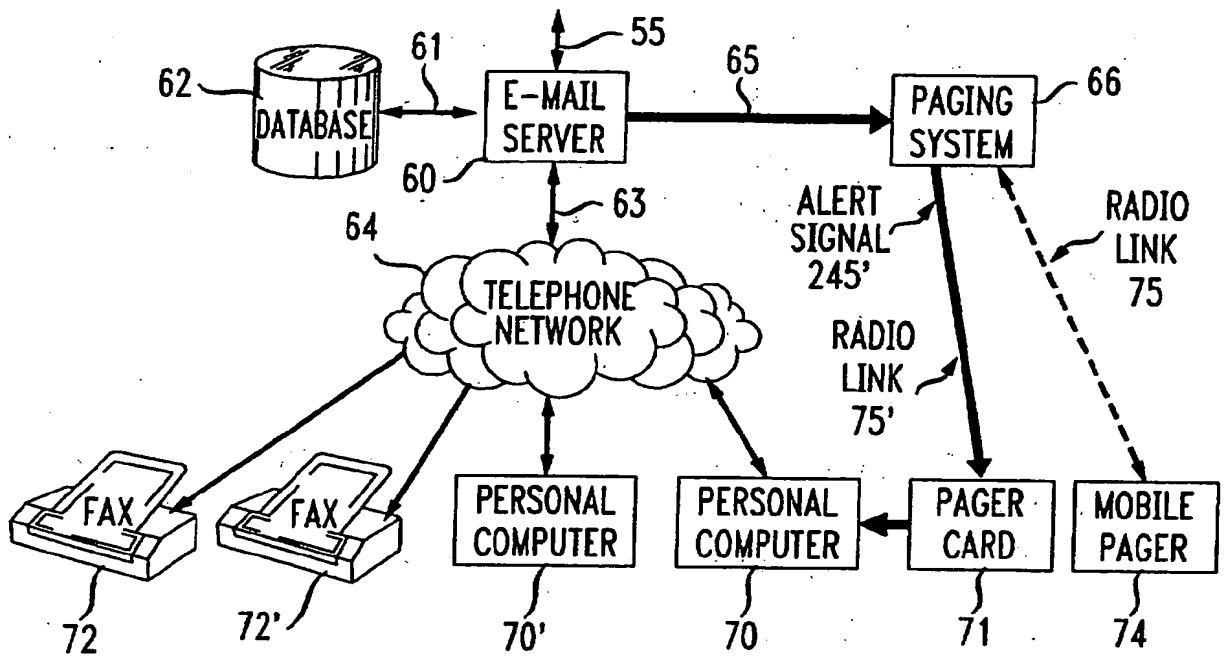 55
61
65
62
66
DATABASE
E-MAIL
SERVER
PAGING
SYSTEM
60
63
64
ALERT
SIGNAL
245'
RADIO
LINK
75
TELEPHONE
NETWORK
RADIO
LINK
75'
FAX
FAX
PERSONAL
COMPUTER
PERSONAL
COMPUTER
PAGER
CARD
MOBILE
PAGER
72
72'
70'
70
71
74